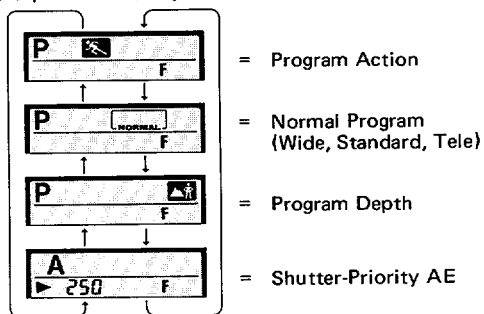 P
F
= Program Action
P NORMAL
F
= Normal Program
(Wide, Standard, Tele)
P
F
= Program Depth
A
► 250 F
= Shutter-Priority AE